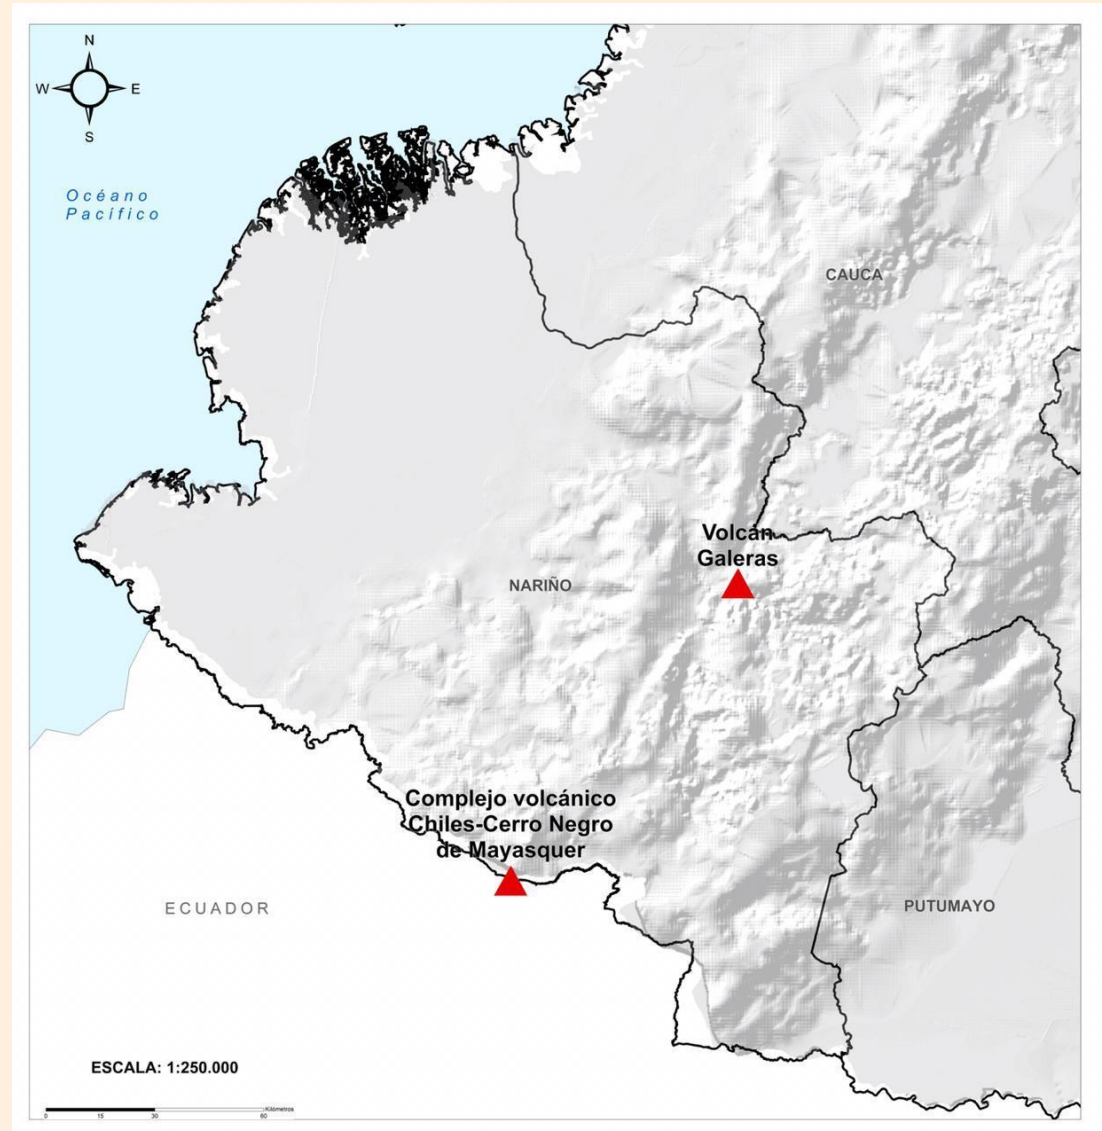 N
W
E
S
Océano
Pacífico
CAUCA
Volcán
Galeras
NARIÑO
Complejo volcánico
Chiles-Cerro Negro
de Mayasquer
ECUADOR
PUTUMAYO
ESCALA: 1:250.000
Kilómetros
0 15 30 60